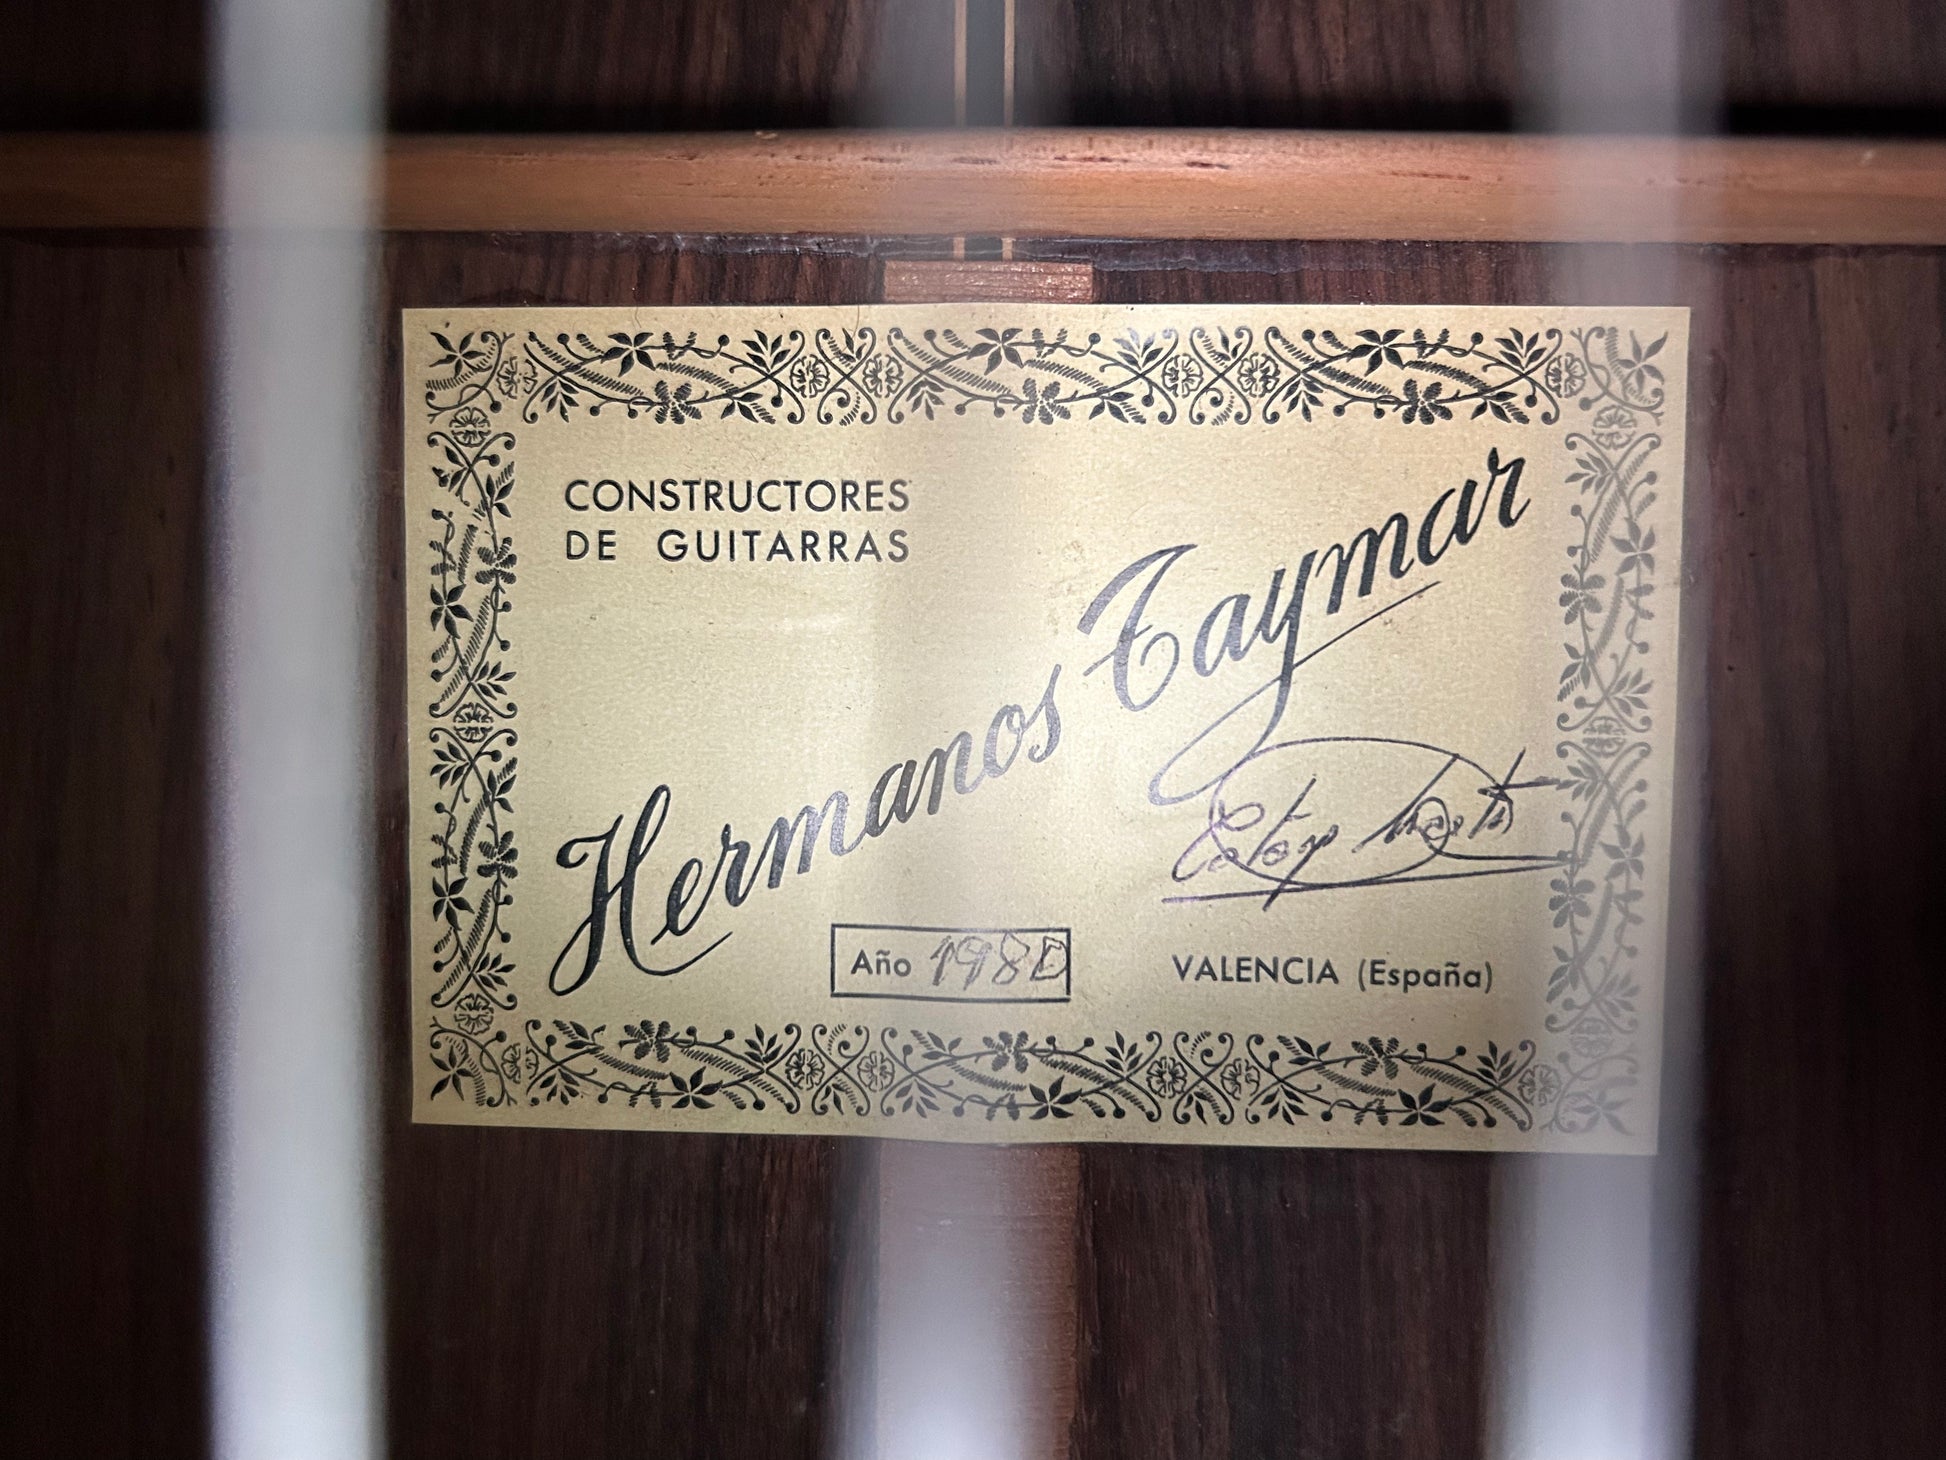 CONSTRUCTORES
DE GUITARRAS
Hermanos Taymar
Año 1980
VALENCIA (España)